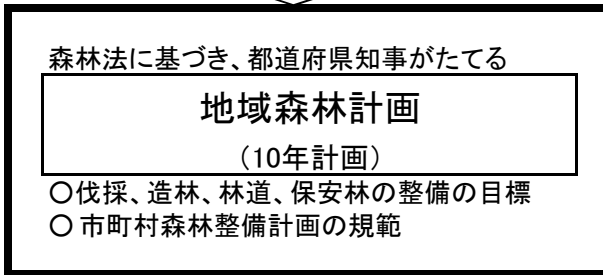 森林法に基づき、都道府県知事がたてる
地域森林計画
（10年計画）
○伐採、造林、林道、保安林の整備の目標
○ 市町村森林整備計画の規範